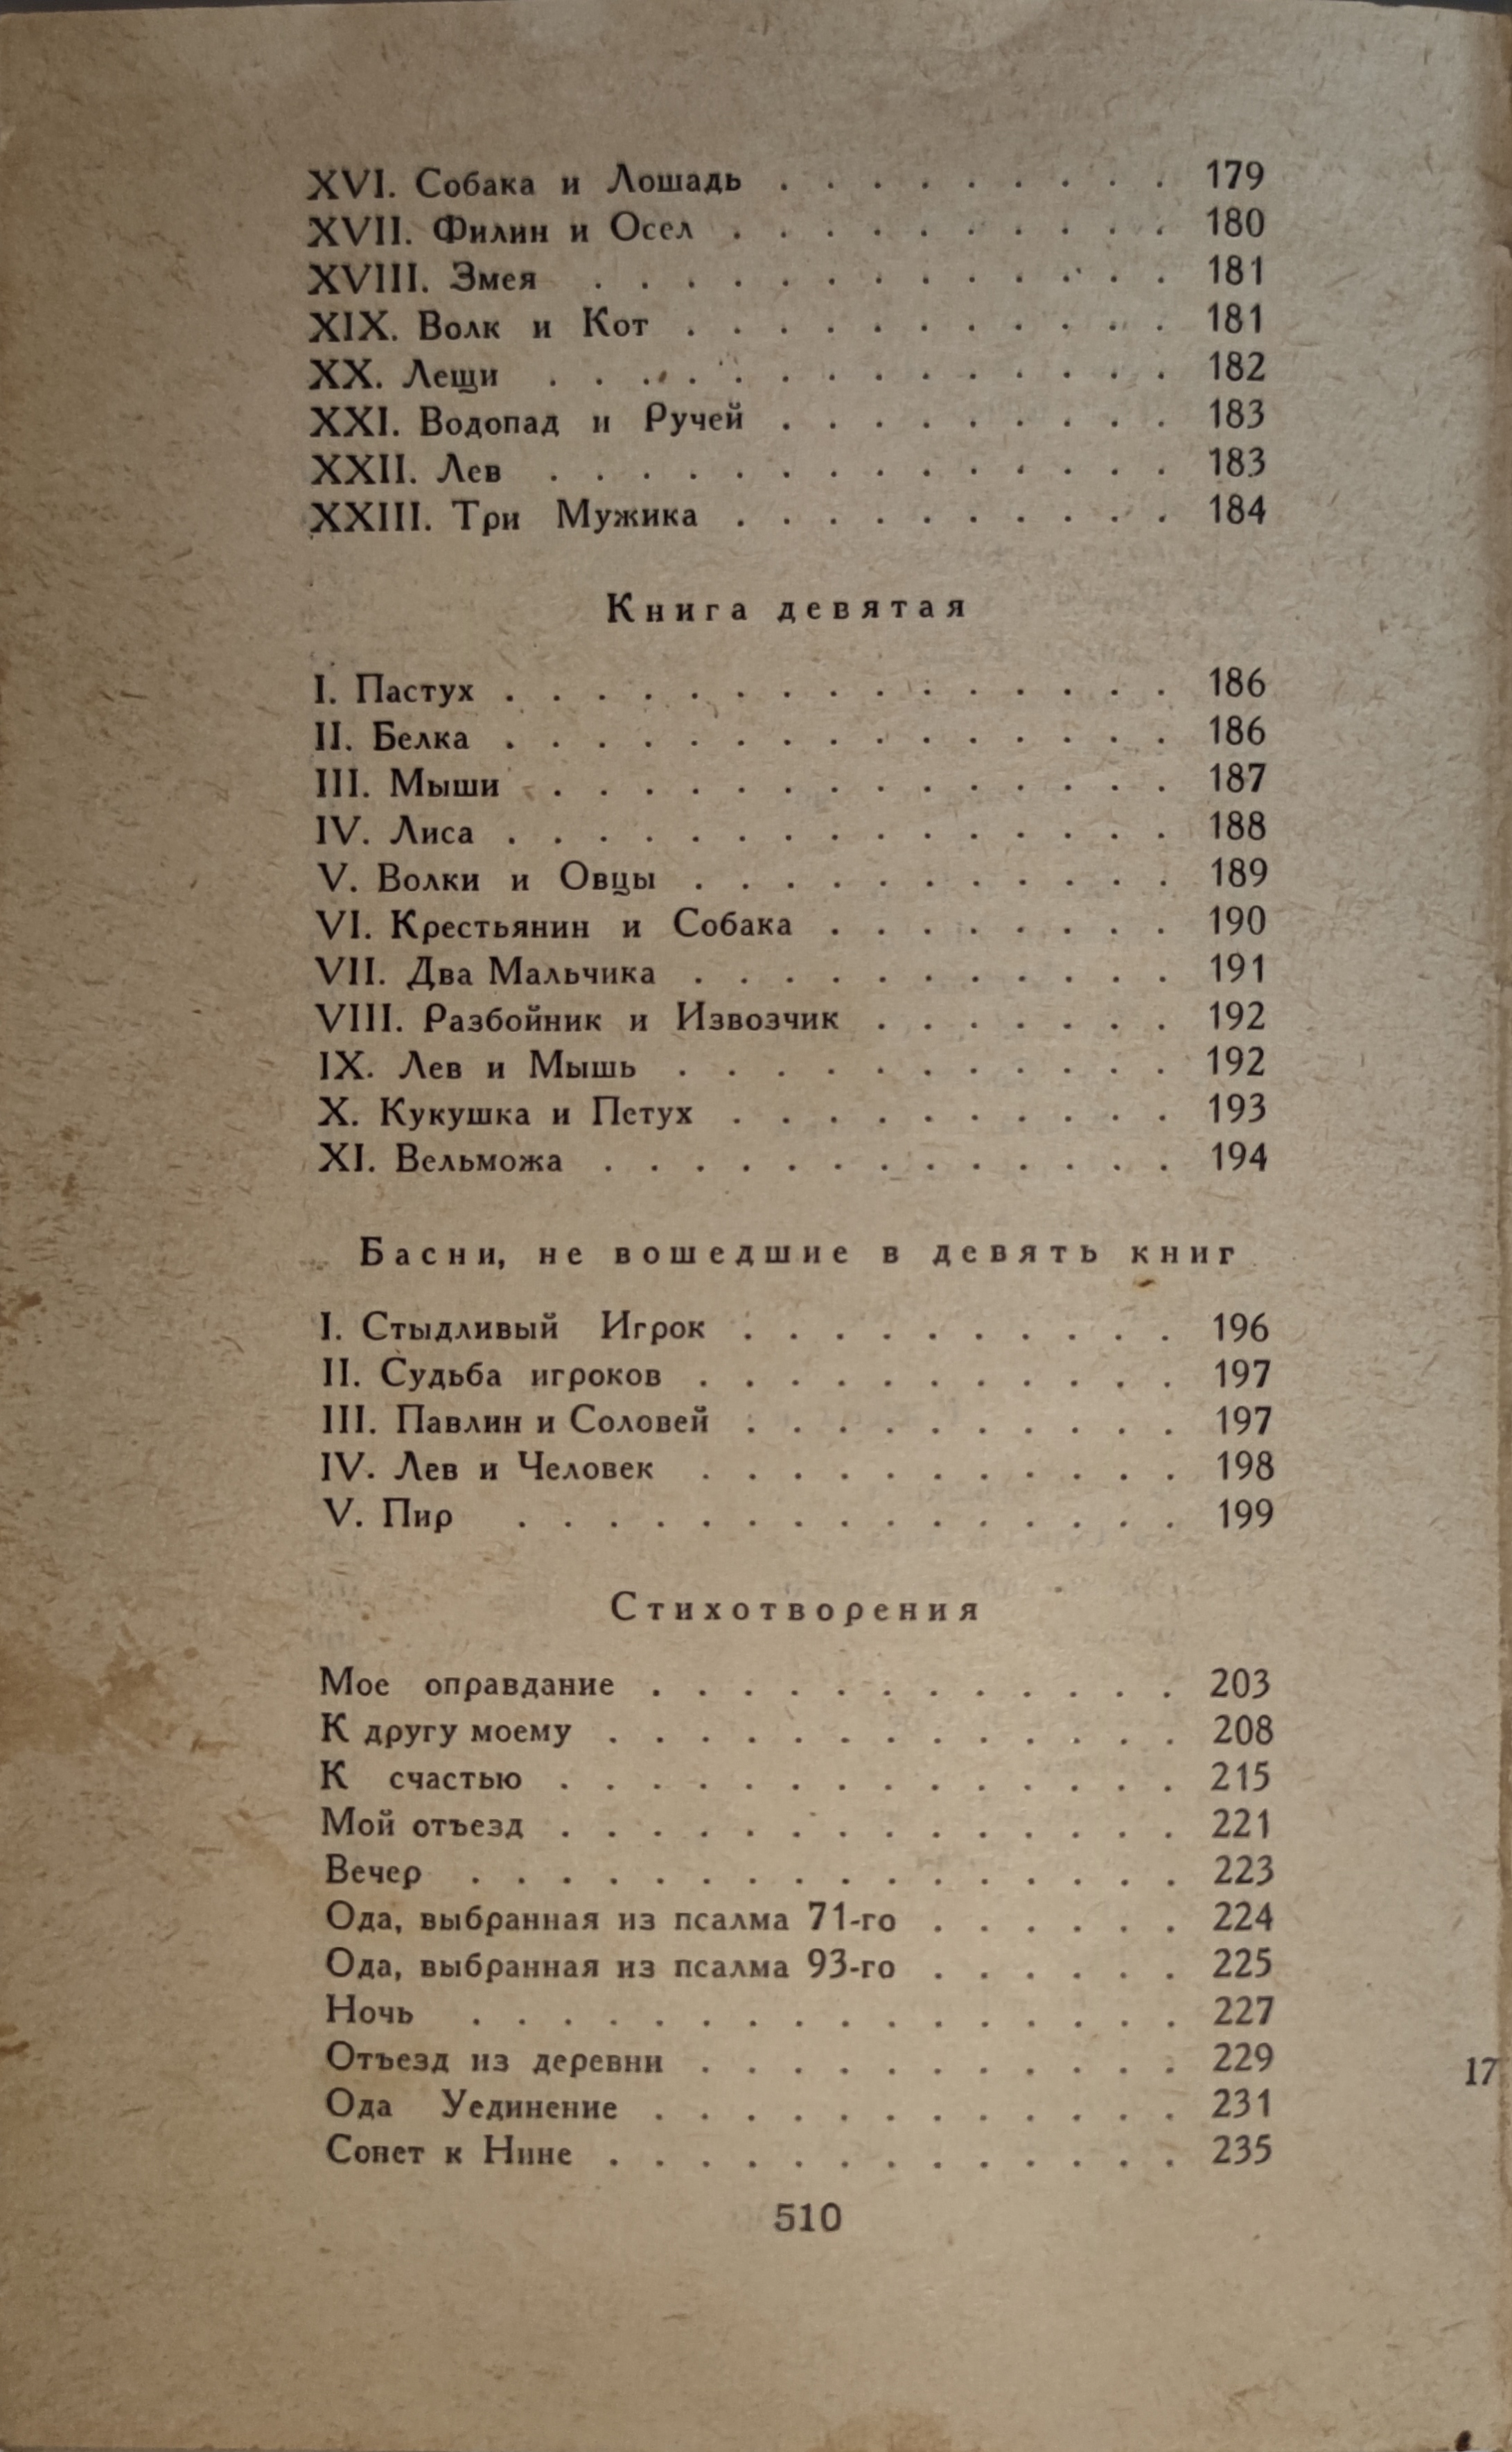 XVI. Собака и Лошадь . . . . . . . . . 179
XVII. Филин и Осел . . . . . . . . . . 180
XVIII. Змея . . . . . . . . . . . . . 181
XIX. Волк и Кот . . . . . . . . . . . 181
XX. Лещи . . . . . . . . . . . . . . 182
XXI. Водопад и Ручей . . . . . . . . . 183
XXII. Лев . . . . . . . . . . . . . . 183
XXIII. Три Мужика . . . . . . . . . . 184
Книга девятая
I. Пастух . . . . . . . . . . . . . . . 186
II. Белка . . . . . . . . . . . . . . . 186
III. Мыши . . . . . . . . . . . . . . 187
IV. Лиса . . . . . . . . . . . . . . . 188
V. Волки и Овцы . . . . . . . . . . . 189
VI. Крестьянин и Собака . . . . . . . . 190
VII. Два Мальчика . . . . . . . . . . . 191
VIII. Разбойник и Извозчик . . . . . . . 192
IX. Лев и Мышь . . . . . . . . . . . 192
X. Кукушка и Петух . . . . . . . . . . 193
XI. Вельможа . . . . . . . . . . . . . 194
Басни, не вошедшие в девять книг
I. Стыдливый Игрок . . . . . . . . . . 196
II. Судьба игроков . . . . . . . . . . . 197
III. Павлин и Соловей . . . . . . . . . . 197
IV. Лев и Человек . . . . . . . . . . . 198
V. Пир . . . . . . . . . . . . . . . 199
Стихотворения
Мое оправдание . . . . . . . . . . . . 203
К другу моему . . . . . . . . . . . . . 208
К счастью . . . . . . . . . . . . . . 215
Мой отъезд . . . . . . . . . . . . . . 221
Вечер . . . . . . . . . . . . . . . . 223
Ода, выбранная из псалма 71-го . . . . . . 224
Ода, выбранная из псалма 93-го . . . . . . 225
Ночь . . . . . . . . . . . . . . . . 227
Отъезд из деревни . . . . . . . . . . . 229
Ода Уединение . . . . . . . . . . . . 231
Сонет к Нине . . . . . . . . . . . . . 235
510
17